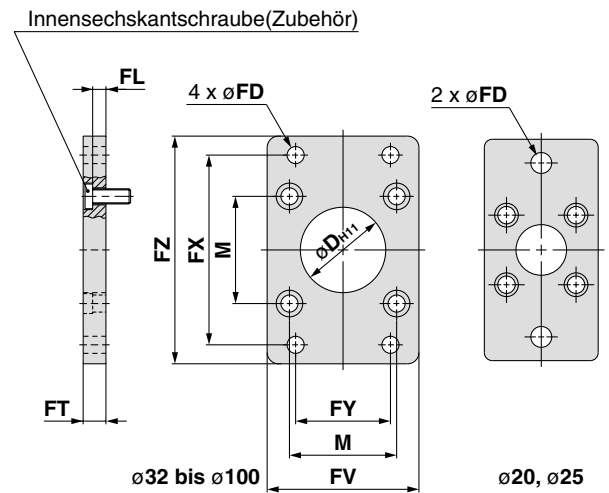 Innensechskantschraube(Zubehör)
FL
4 x øFD
2 x øFD
FZ
FX
M
øDH11
FT
FY
M
FV
ø32 bis ø100
ø20, ø25